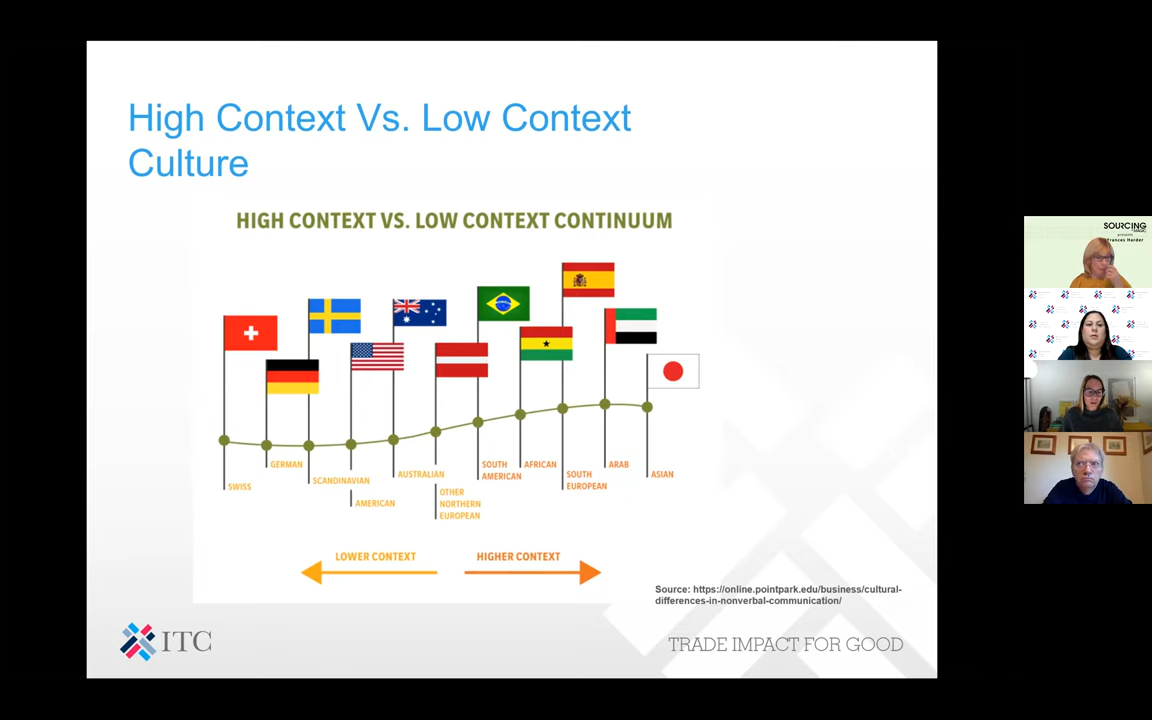 High Context Vs. Low Context
Culture
HIGH CONTEXT VS. LOW CONTEXT CONTINUUM
SWISS
GERMAN
SCANDINAVIAN
AMERICAN
AUSTRALIAN
OTHER
NORTHERN
EUROPEAN
SOUTH
AMERICAN
AFRICAN
SOUTH
EUROPEAN
ARAB
ASIAN
LOWER CONTEXT
HIGHER CONTEXT
Source: https://online.pointpark.edu/business/cultural-
differences-in-nonverbal-communication/
ITC
TRADE IMPACT FOR GOOD
SOURCING
Frances Harder